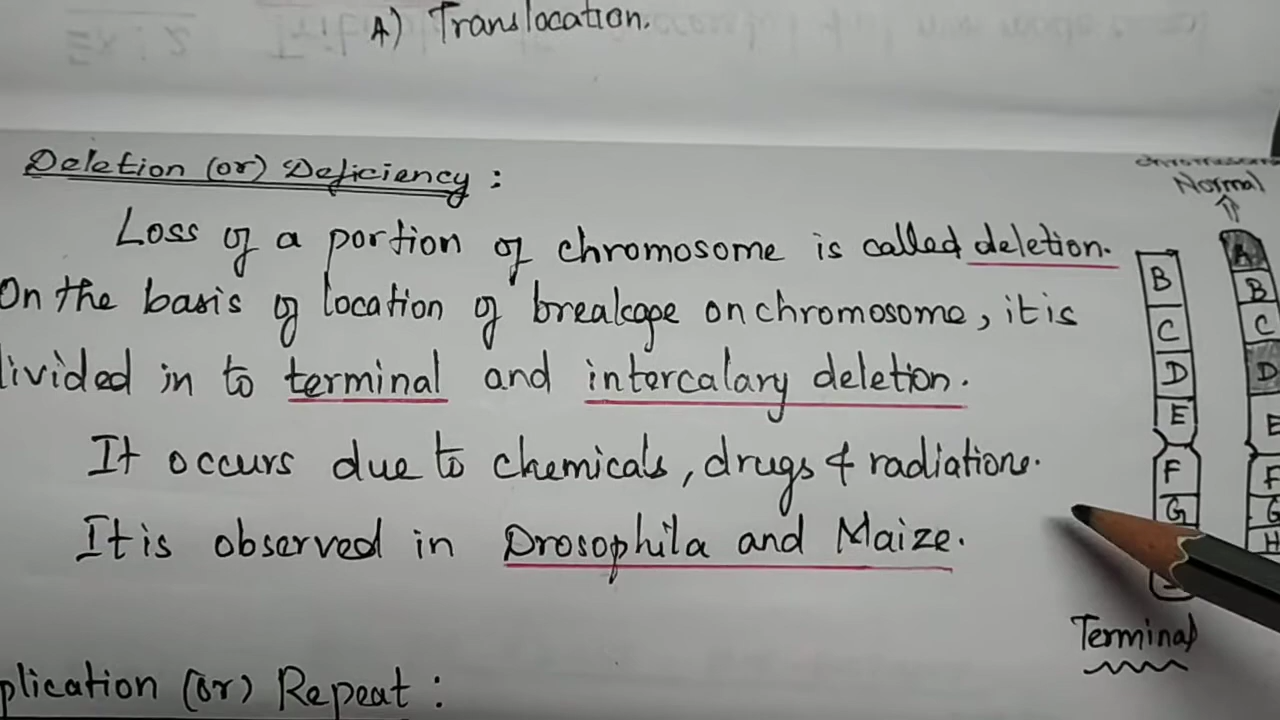 A) Translocation.
Deletion (or) Deficiency :
Loss of a portion of chromosome is called deletion.
On the basis of location of breakage on chromosome, it is
divided in to terminal and intercalary deletion.
It occurs due to chemicals, drugs & radiations.
It is observed in Drosophila and Maize.
plication (or) Repeat :
chromosome
Normal
B
C
D
E
F
G
A
B
C
D
E
F
G
H
Terminal